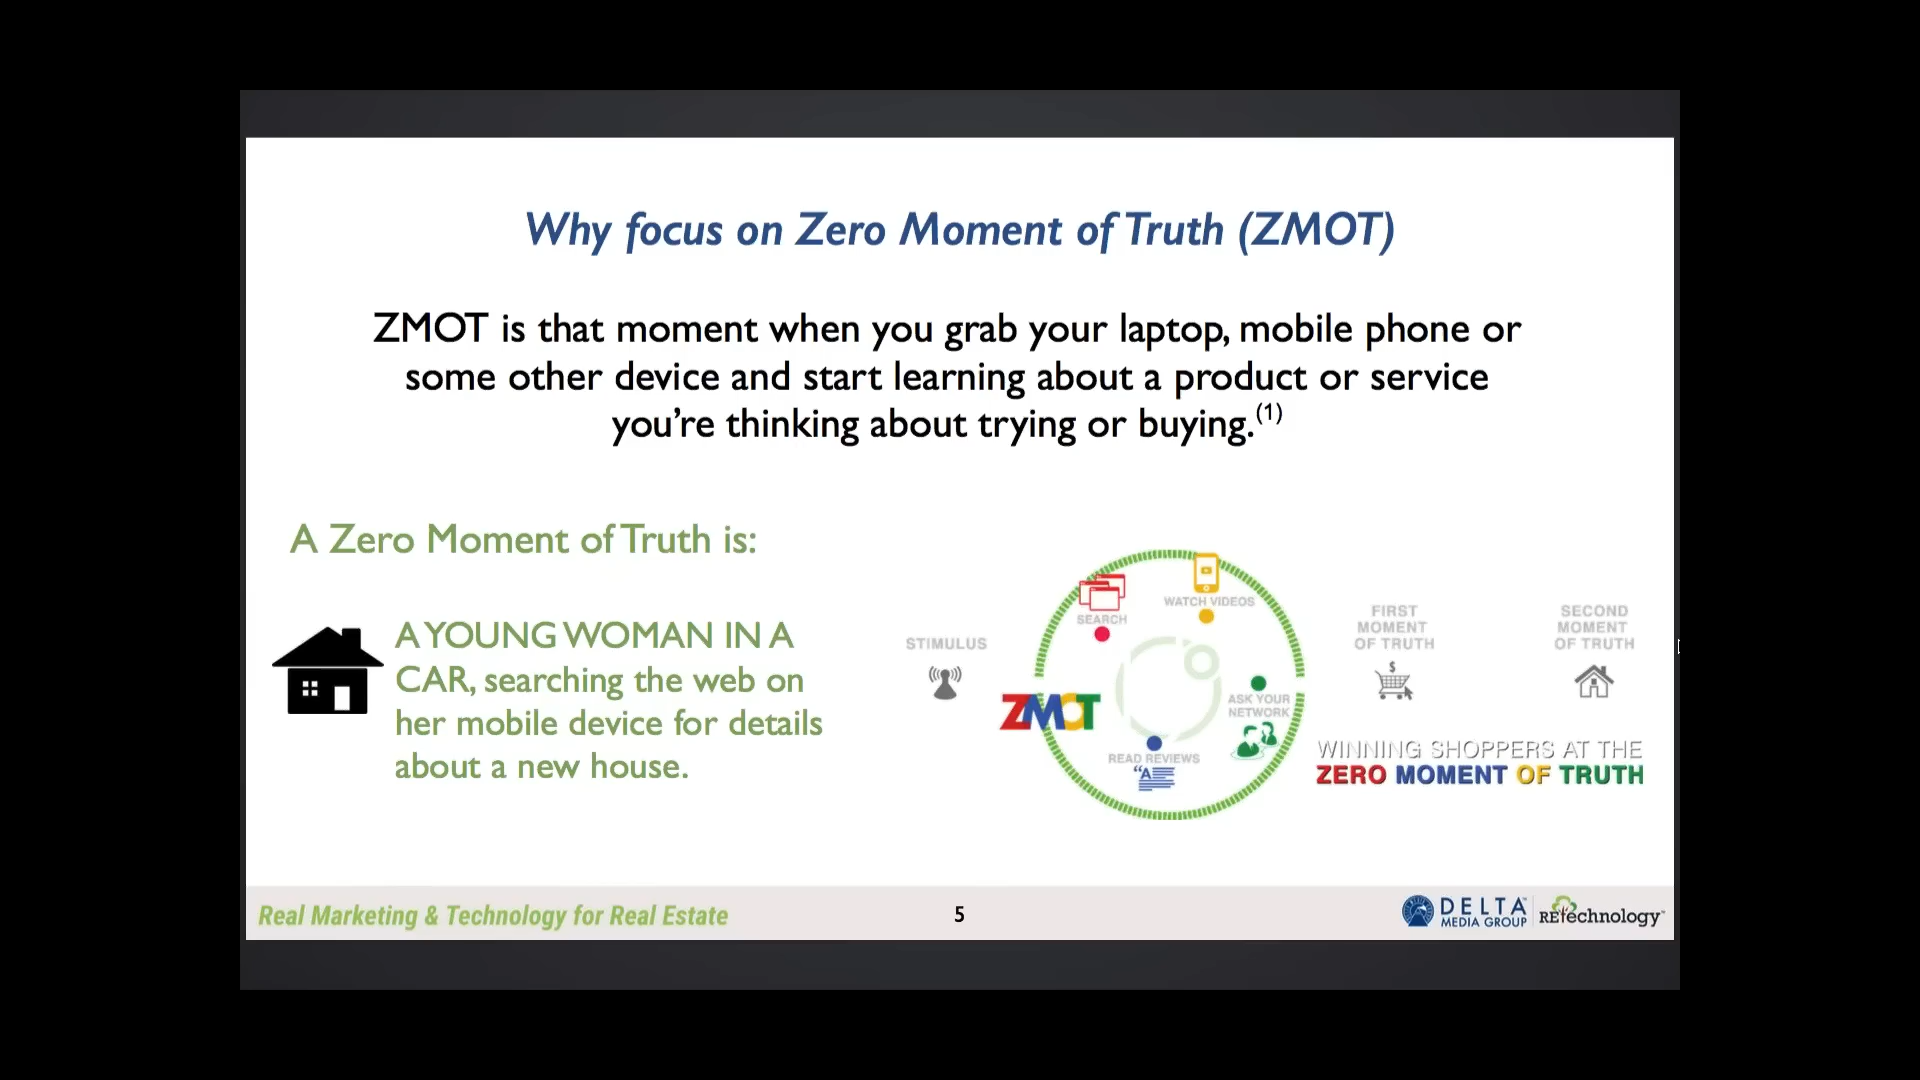 Why focus on Zero Moment of Truth (ZMOT)
ZMOT is that moment when you grab your laptop, mobile phone or
some other device and start learning about a product or service
you're thinking about trying or buying.(1)
A Zero Moment of Truth is:
A YOUNG WOMAN IN A
CAR, searching the web on
her mobile device for details
about a new house.
STIMULUS
ZMOT
SEARCH
WATCH VIDEOS
ASK YOUR
NETWORK
READ REVIEWS
“A
FIRST
MOMENT
OF TRUTH
$
SECOND
MOMENT
OF TRUTH
WINNING SHOPPERS AT THE
ZERO MOMENT OF TRUTH
Real Marketing & Technology for Real Estate
5
DELTA
MEDIA GROUP
RETechnology